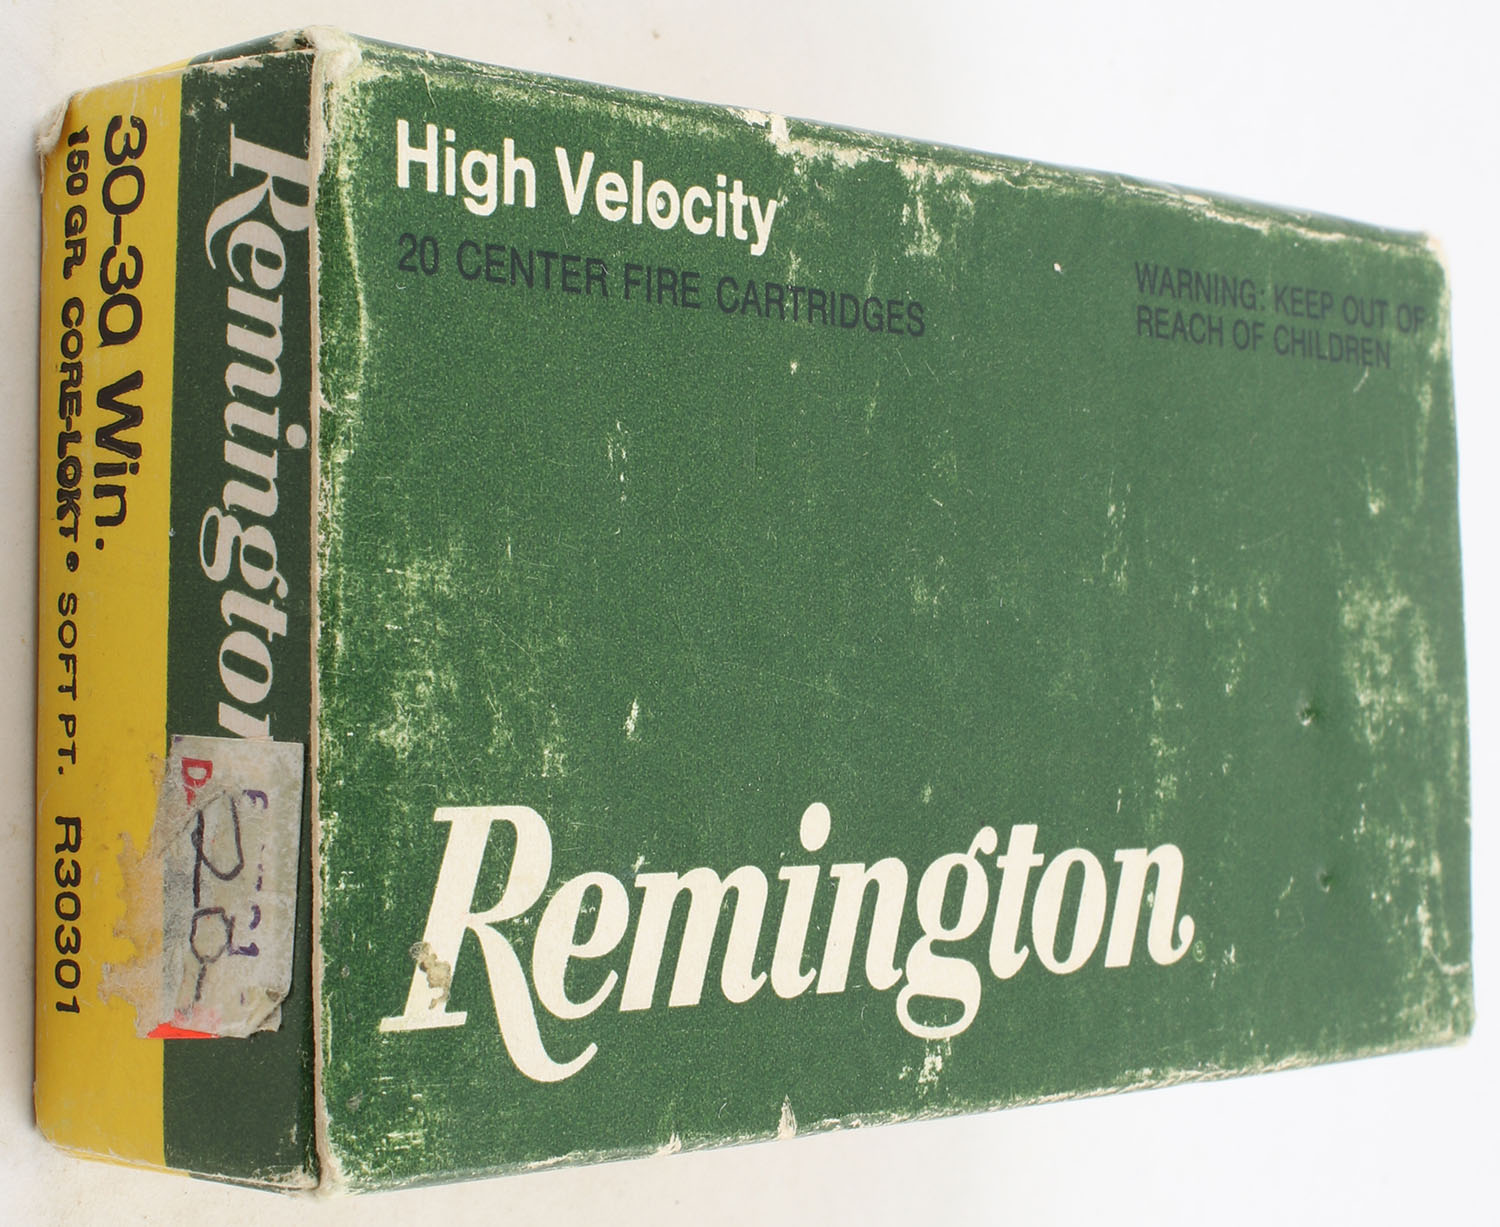 High Velocity
20 CENTER FIRE CARTRIDGES
WARNING: KEEP OUT OF
REACH OF CHILDREN
Remington
Remington
30-30 Win.
150 GR CORE-LOKT • SOFT PT. R30301